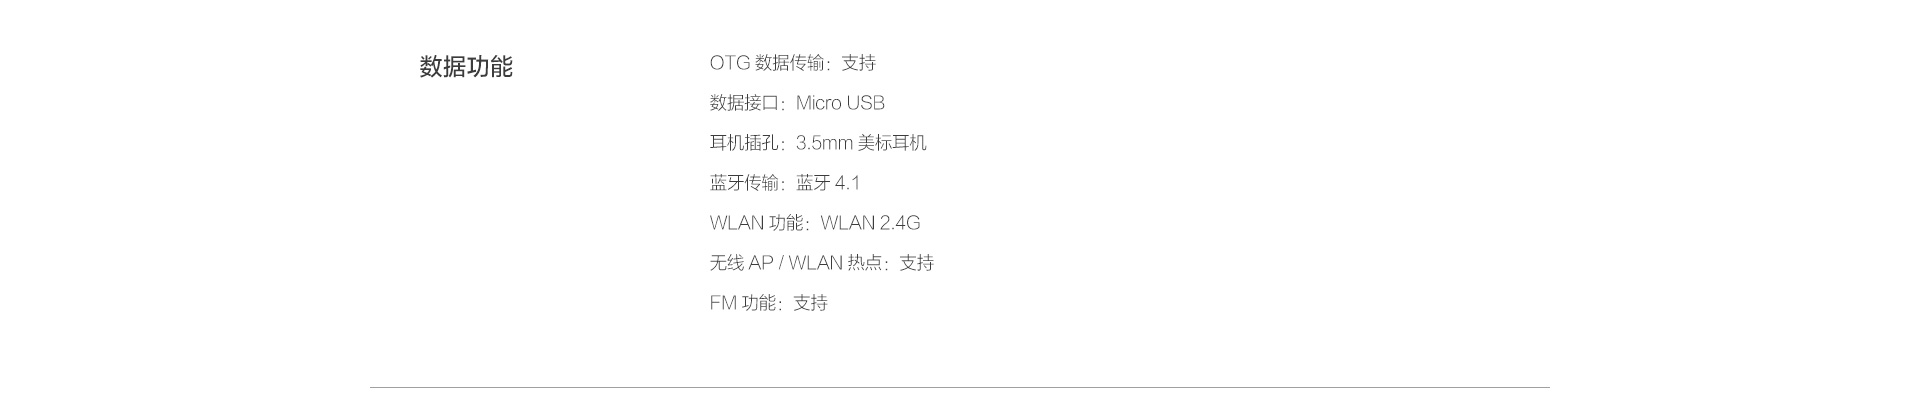 数据功能
OTG 数据传输：支持
数据接口：Micro USB
耳机插孔：3.5mm 美标耳机
蓝牙传输：蓝牙 4.1
WLAN 功能：WLAN 2.4G
无线 AP / WLAN 热点：支持
FM 功能：支持